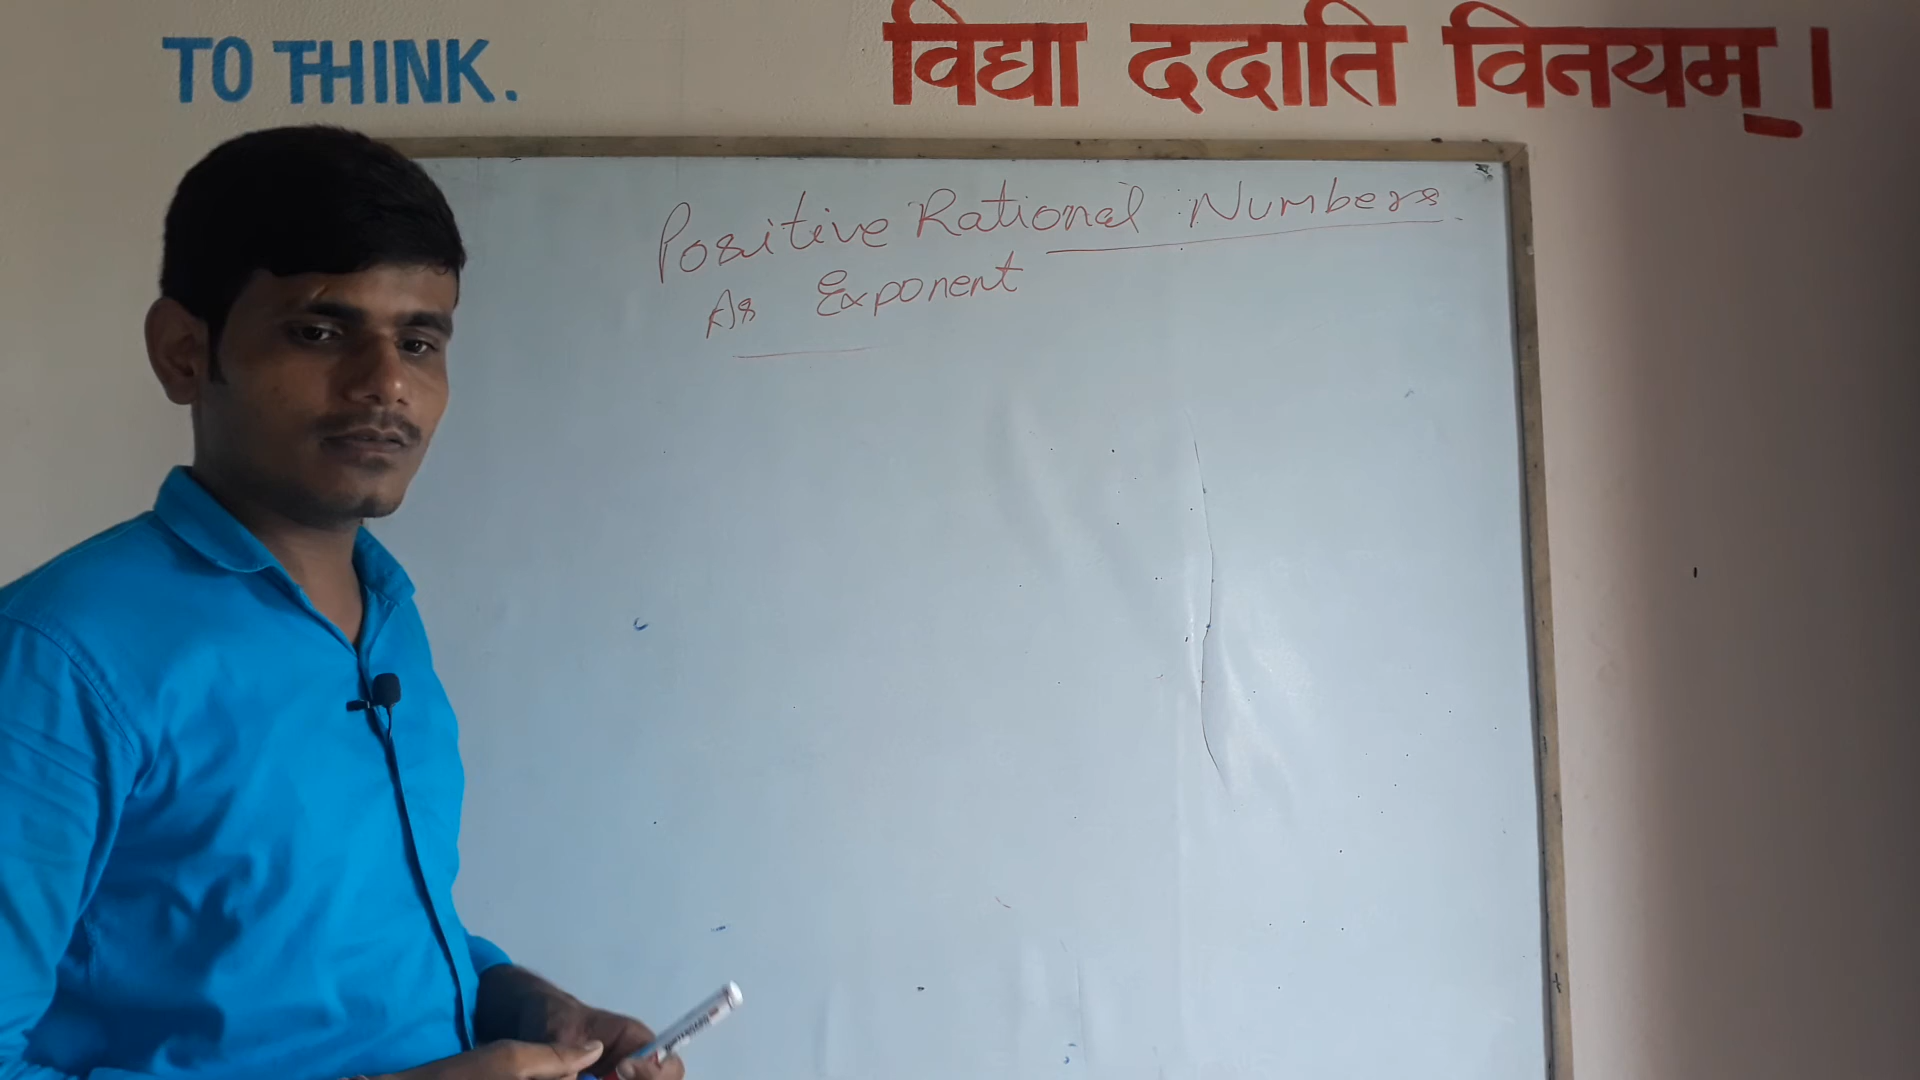 TO THINK.
विद्या ददाति विनयम्।
Positive Rational Numbers
As Exponent